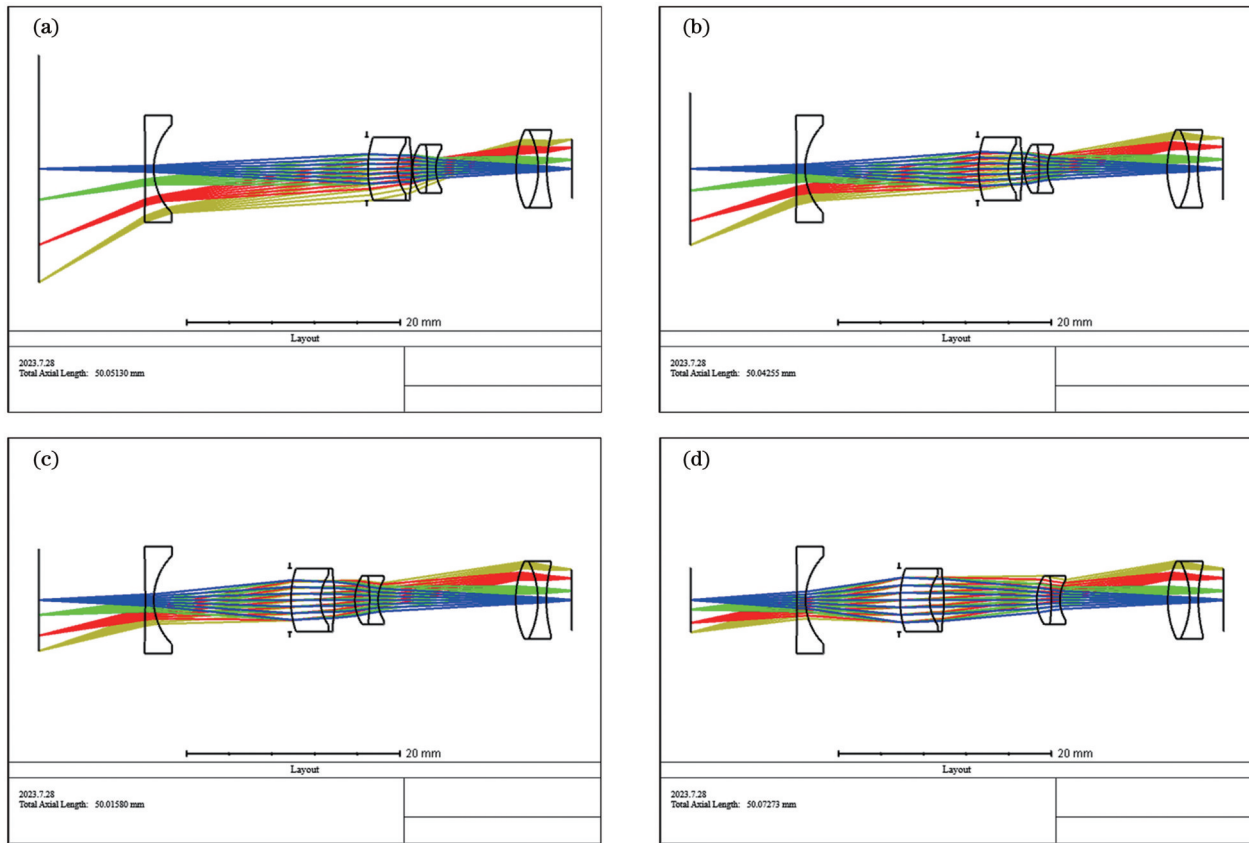 (a)
20 mm
Layout
2023.7.28
Total Axial Length: 50.05130 mm
(b)
20 mm
Layout
2023.7.28
Total Axial Length: 50.04255 mm
(c)
20 mm
Layout
2023.7.28
Total Axial Length: 50.01580 mm
(d)
20 mm
Layout
2023.7.28
Total Axial Length: 50.07273 mm